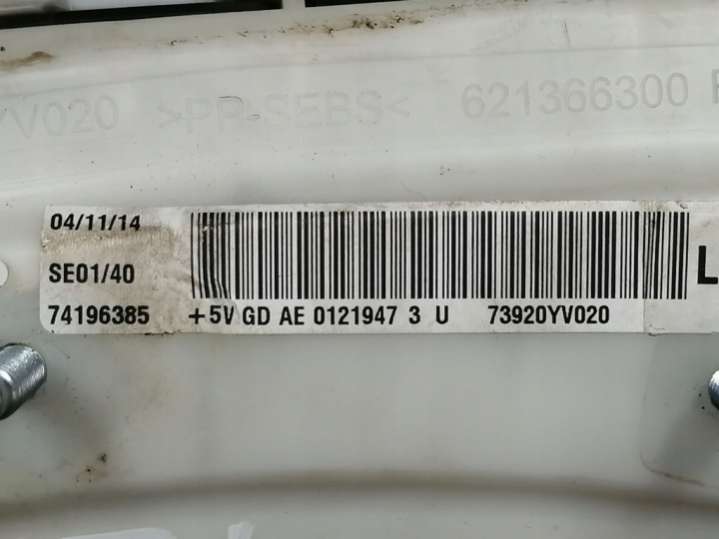 YV020 >PP+SEBS< 621366300
04/11/14
SE01/40
L
74196385 +5V GD AE 0121947 3 U 73920YV020